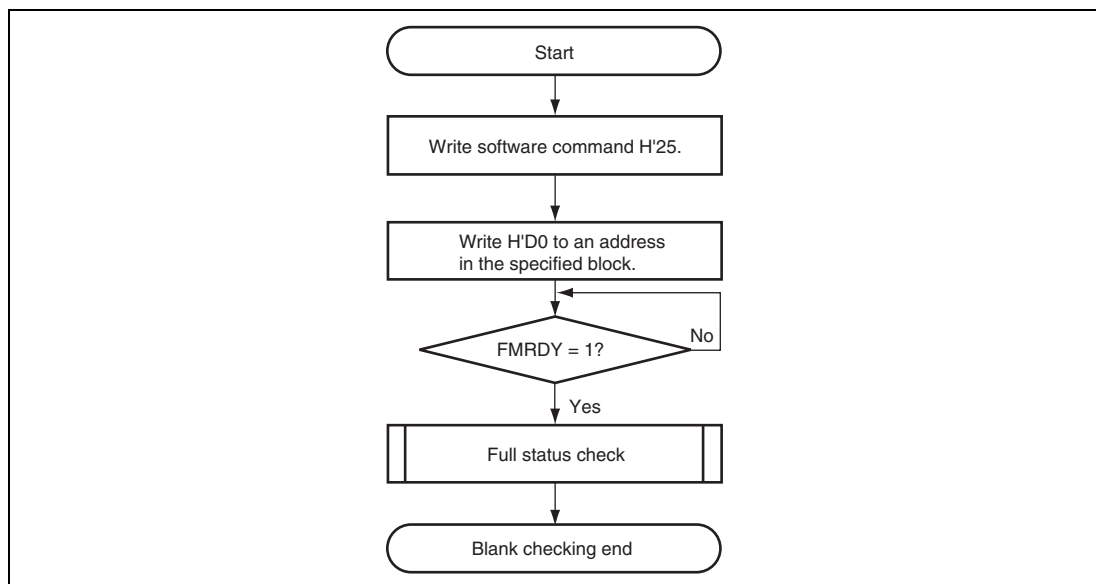 Start
Write software command H'25.
Write H'D0 to an address
in the specified block.
No
FMRDY = 1?
Yes
Full status check
Blank checking end